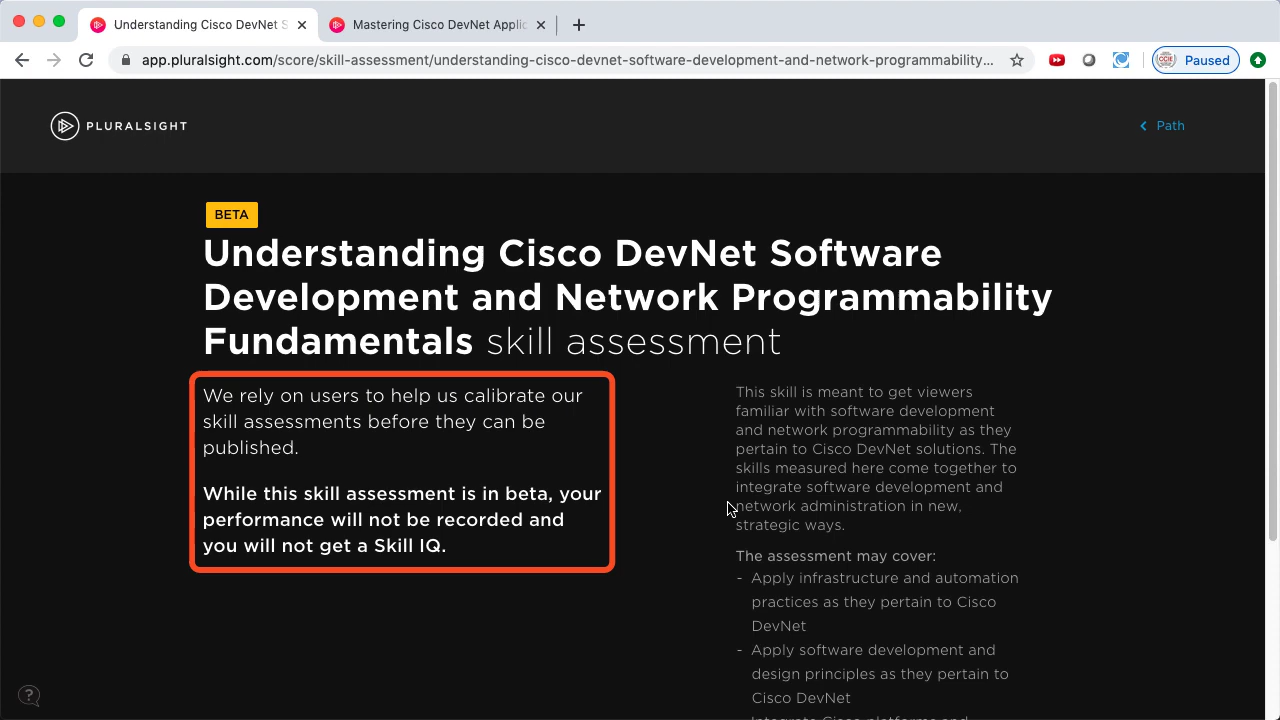 Understanding Cisco DevNet S
Mastering Cisco DevNet Applic
app.pluralsight.com/score/skill-assessment/understanding-cisco-devnet-software-development-and-network-programmability...
Paused
PLURALSIGHT
Path
BETA
Understanding Cisco DevNet Software
Development and Network Programmability
Fundamentals skill assessment
We rely on users to help us calibrate our
skill assessments before they can be
published.
While this skill assessment is in beta, your
performance will not be recorded and
you will not get a Skill IQ.
This skill is meant to get viewers
familiar with software development
and network programmability as they
pertain to Cisco DevNet solutions. The
skills measured here come together to
integrate software development and
network administration in new,
strategic ways.
The assessment may cover:
- Apply infrastructure and automation
practices as they pertain to Cisco
DevNet
- Apply software development and
design principles as they pertain to
Cisco DevNet